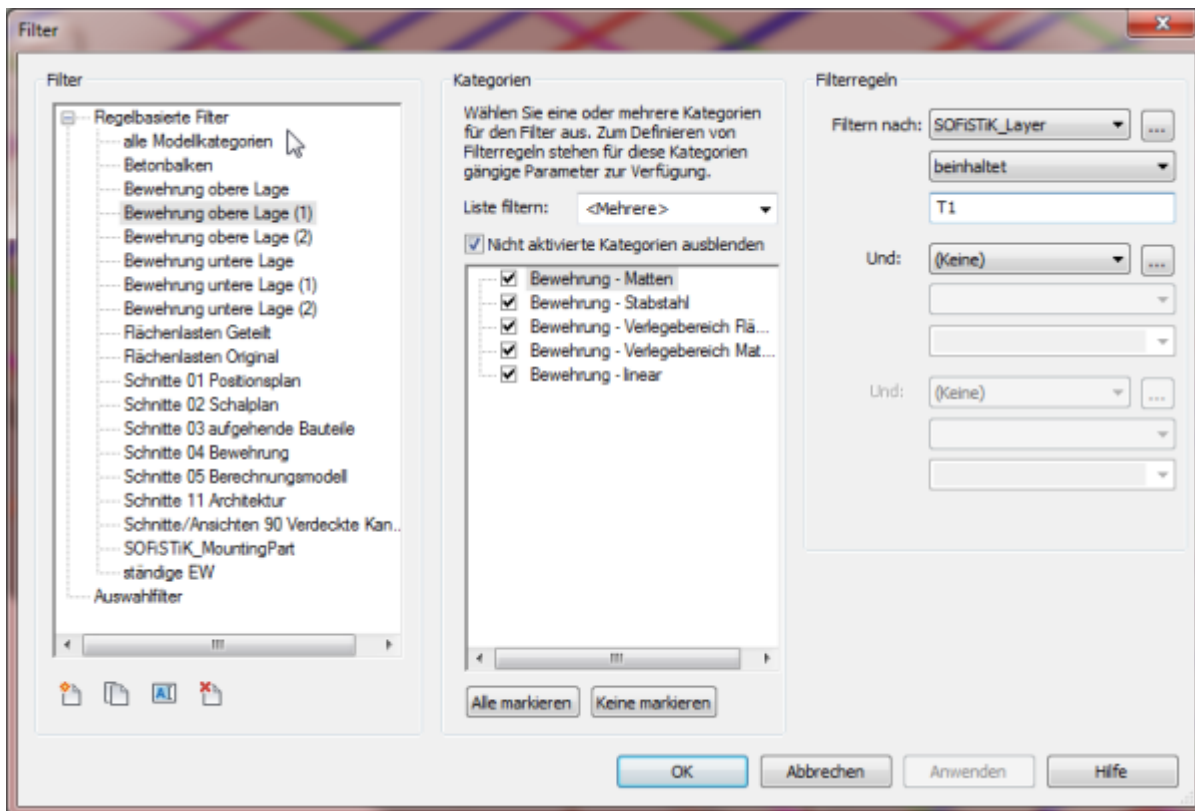 Filter
Filter
Regelbasierte Filter
alle Modellkategorien
Betonbalken
Bewehrung obere Lage
Bewehrung obere Lage (1)
Bewehrung obere Lage (2)
Bewehrung untere Lage
Bewehrung untere Lage (1)
Bewehrung untere Lage (2)
Flächenlasten Geteilt
Flächenlasten Original
Schnitte 01 Positionsplan
Schnitte 02 Schalplan
Schnitte 03 aufgehende Bauteile
Schnitte 04 Bewehrung
Schnitte 05 Berechnungsmodell
Schnitte 11 Architektur
Schnitte/Ansichten 90 Verdeckte Kan..
SOFiSTiK_MountingPart
ständige EW
Auswahlfilter
Kategorien
Wählen Sie eine oder mehrere Kategorien
für den Filter aus. Zum Definieren von
Filterregeln stehen für diese Kategorien
gängige Parameter zur Verfügung.
Liste filtern: <Mehrere>
Nicht aktivierte Kategorien ausblenden
Bewehrung - Matten
Bewehrung - Stabstahl
Bewehrung - Verlegebereich Flä...
Bewehrung - Verlegebereich Mat...
Bewehrung - linear
Alle markieren Keine markieren
Filterregeln
Filtern nach: SOFiSTiK_Layer ...
beinhaltet
T1
Und: (Keine) ...
Und: (Keine) ...
OK Abbrechen Anwenden Hilfe